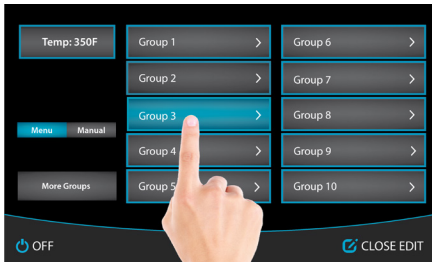 Temp: 350F
Group 1
Group 6
Group 2
Group 7
Group 3
Group 8
Menu
Manual
Group 4
Group 9
More Groups
Group 5
Group 10
OFF
CLOSE EDIT